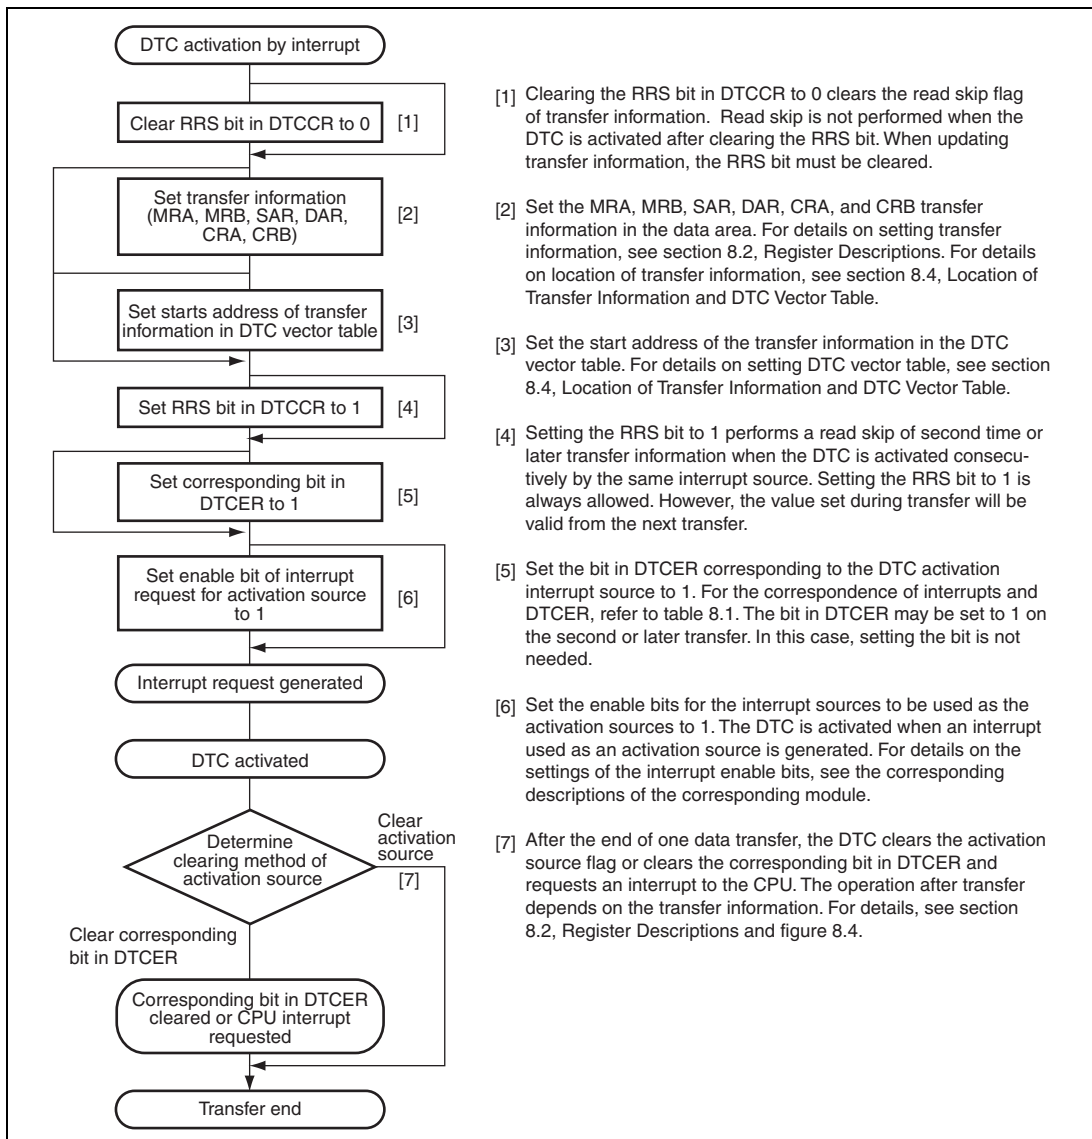 DTC activation by interrupt
Clear RRS bit in DTCCR to 0
[1]
Set transfer information
(MRA, MRB, SAR, DAR,
CRA, CRB)
[2]
Set starts address of transfer
information in DTC vector table
[3]
Set RRS bit in DTCCR to 1
[4]
Set corresponding bit in
DTCER to 1
[5]
Set enable bit of interrupt
request for activation source
to 1
[6]
Interrupt request generated
DTC activated
Determine
clearing method of
activation source
Clear
activation
source
[7]
Clear corresponding
bit in DTCER
Corresponding bit in DTCER
cleared or CPU interrupt
requested
Transfer end
[1] Clearing the RRS bit in DTCCR to 0 clears the read skip flag
of transfer information. Read skip is not performed when the
DTC is activated after clearing the RRS bit. When updating
transfer information, the RRS bit must be cleared.
[2] Set the MRA, MRB, SAR, DAR, CRA, and CRB transfer
information in the data area. For details on setting transfer
information, see section 8.2, Register Descriptions. For details
on location of transfer information, see section 8.4, Location of
Transfer Information and DTC Vector Table.
[3] Set the start address of the transfer information in the DTC
vector table. For details on setting DTC vector table, see section
8.4, Location of Transfer Information and DTC Vector Table.
[4] Setting the RRS bit to 1 performs a read skip of second time or
later transfer information when the DTC is activated consecu-
tively by the same interrupt source. Setting the RRS bit to 1 is
always allowed. However, the value set during transfer will be
valid from the next transfer.
[5] Set the bit in DTCER corresponding to the DTC activation
interrupt source to 1. For the correspondence of interrupts and
DTCER, refer to table 8.1. The bit in DTCER may be set to 1 on
the second or later transfer. In this case, setting the bit is not
needed.
[6] Set the enable bits for the interrupt sources to be used as the
activation sources to 1. The DTC is activated when an interrupt
used as an activation source is generated. For details on the
settings of the interrupt enable bits, see the corresponding
descriptions of the corresponding module.
[7] After the end of one data transfer, the DTC clears the activation
source flag or clears the corresponding bit in DTCER and
requests an interrupt to the CPU. The operation after transfer
depends on the transfer information. For details, see section
8.2, Register Descriptions and figure 8.4.